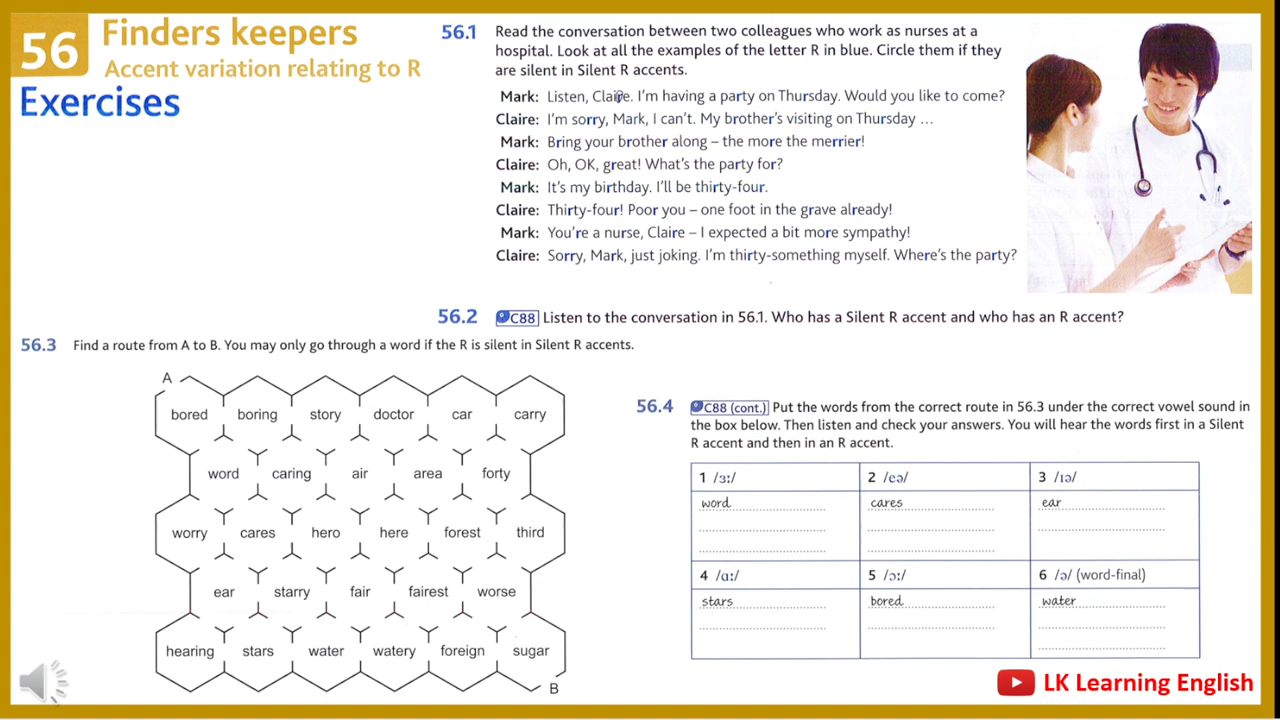 56
Finders keepers
Accent variation relating to R
Exercises
56.1 Read the conversation between two colleagues who work as nurses at a
hospital. Look at all the examples of the letter R in blue. Circle them if they
are silent in Silent R accents.
Mark: Listen, Claire. I'm having a party on Thursday. Would you like to come?
Claire: I'm sorry, Mark, I can't. My brother's visiting on Thursday ...
Mark: Bring your brother along – the more the merrier!
Claire: Oh, OK, great! What's the party for?
Mark: It's my birthday. I'll be thirty-four.
Claire: Thirty-four! Poor you – one foot in the grave already!
Mark: You're a nurse, Claire – I expected a bit more sympathy!
Claire: Sorry, Mark, just joking. I'm thirty-something myself. Where's the party?
56.2 C88 Listen to the conversation in 56.1. Who has a Silent R accent and who has an R accent?
56.3 Find a route from A to B. You may only go through a word if the R is silent in Silent R accents.
A
bored boring story doctor car carry
word caring air area forty
worry cares hero here forest third
ear starry fair fairest worse
hearing stars water watery foreign sugar
B
56.4 C88 (cont.) Put the words from the correct route in 56.3 under the correct vowel sound in
the box below. Then listen and check your answers. You will hear the words first in a Silent
R accent and then in an R accent.
1 /ɜː/ 2 /eə/ 3 /ɪə/
word cares ear
4 /ɑː/ 5 /ɔː/ 6 /ə/ (word-final)
stars bored water
LK Learning English